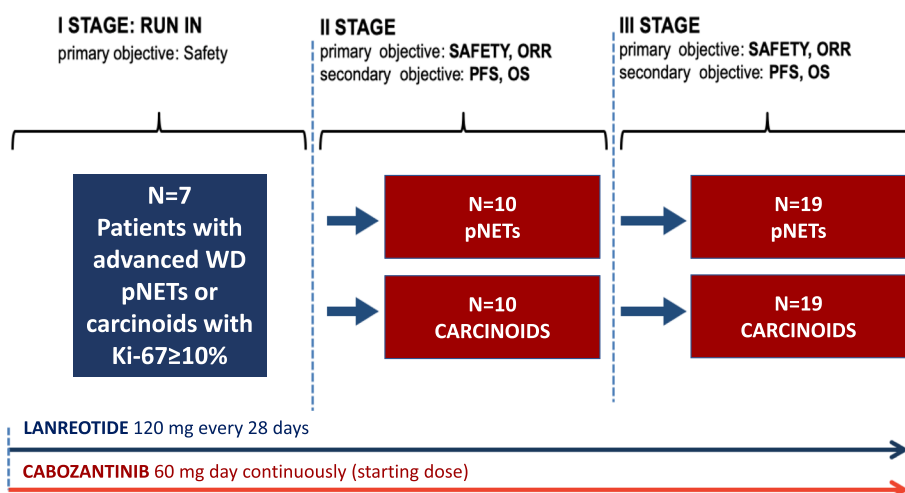 I STAGE: RUN IN
primary objective: Safety
II STAGE
primary objective: SAFETY, ORR
secondary objective: PFS, OS
III STAGE
primary objective: SAFETY, ORR
secondary objective: PFS, OS
N=7
Patients with
advanced WD
pNETs or
carcinoids with
Ki-67≥10%
N=10
pNETs
N=10
CARCINOIDS
N=19
pNETs
N=19
CARCINOIDS
LANREOTIDE 120 mg every 28 days
CABOZANTINIB 60 mg day continuously (starting dose)